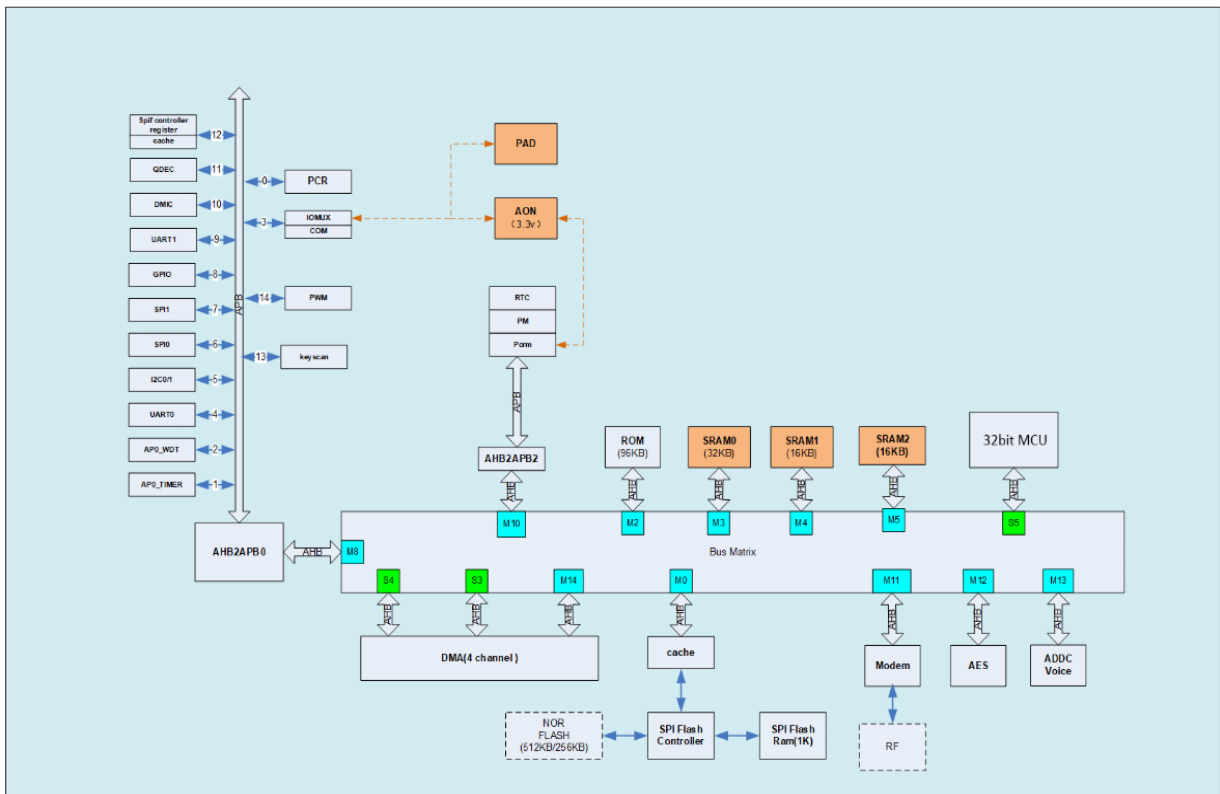 Spif controller
register
cache
12
QDEC
11
DMIC
10
UART1
9
GPIO
8
SPI1
7
SPI0
6
I2C0/1
5
UART0
4
AP0_WDT
2
AP0_TIMER
1
APB
0
PCR
3
IOMUX
COM
14
PWM
13
keyscan
PAD
AON
(3.3v)
RTC
PM
Porm
APB
AHB2APB2
AHB
M10
ROM
(96KB)
AHB
M2
SRAM0
(32KB)
AHB
M3
SRAM1
(16KB)
AHB
M4
SRAM2
(16KB)
AHB
M5
32bit MCU
AHB
S5
AHB2APB0
AHB
M8
Bus Matrix
S4
S3
M14
M0
M11
M12
M13
AHB
AHB
AHB
AHB
AHB
AHB
AHB
DMA(4 channel )
cache
Modem
AES
ADDC
Voice
NOR
FLASH
(512KB/256KB)
SPI Flash
Controller
SPI Flash
Ram(1K)
RF